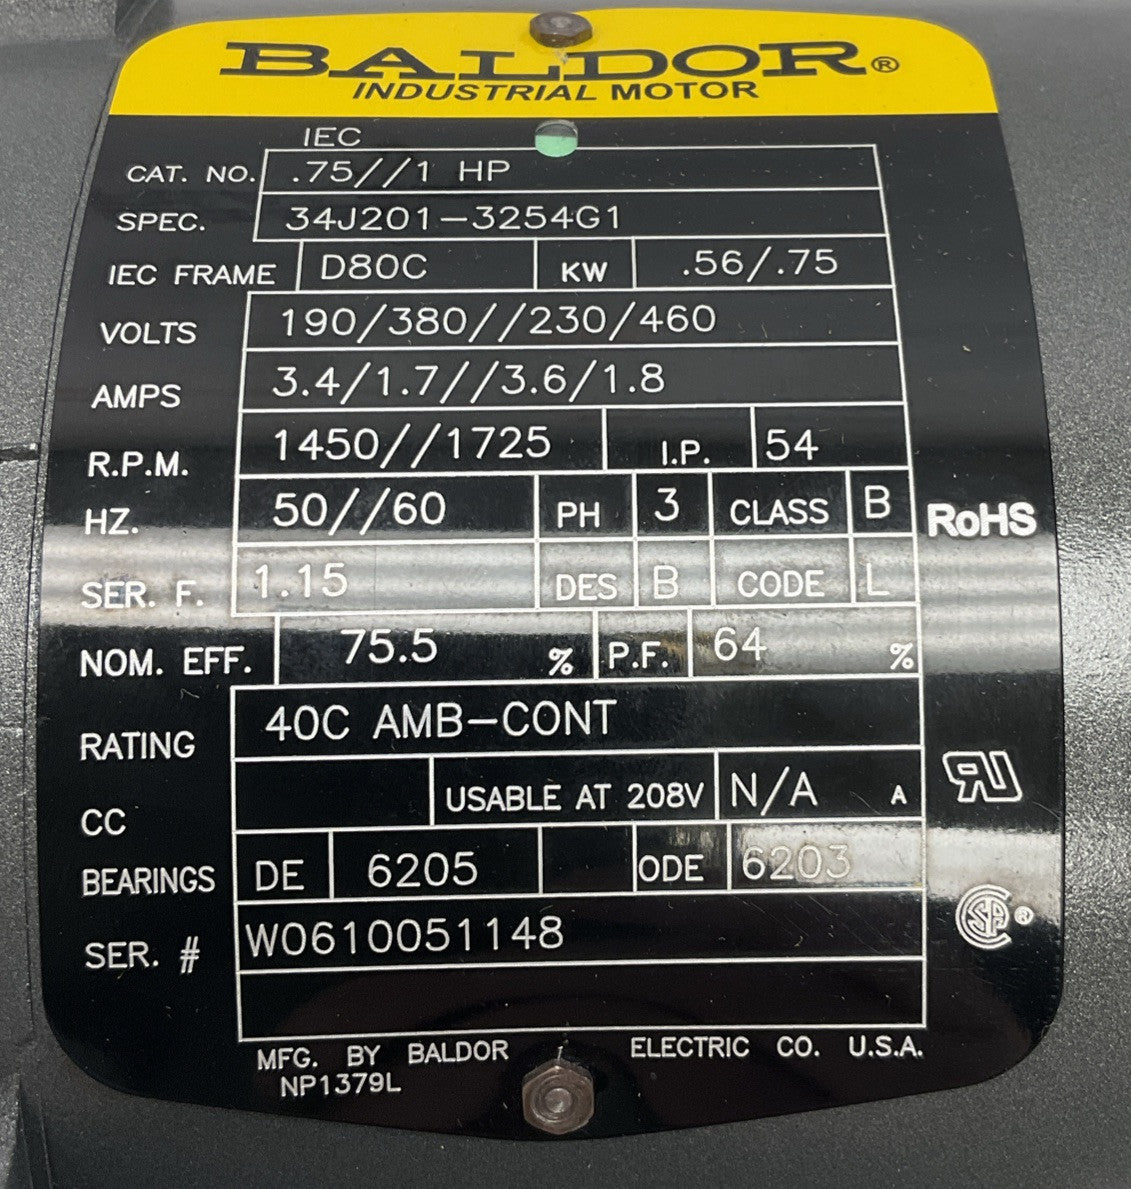 BALDOR®
INDUSTRIAL MOTOR
IEC
CAT. NO. .75//1 HP
SPEC. 34J201-3254G1
IEC FRAME D80C KW .56/.75
VOLTS 190/380//230/460
AMPS 3.4/1.7//3.6/1.8
R.P.M. 1450//1725 I.P. 54
HZ. 50//60 PH 3 CLASS B RoHS
SER. F. 1.15 DES B CODE L
NOM. EFF. 75.5 % P.F. 64 %
RATING 40C AMB-CONT
CC USABLE AT 208V N/A A
BEARINGS DE 6205 ODE 6203
SER. # W0610051148
SA®
MFG. BY BALDOR ELECTRIC CO. U.S.A.
NP1379L